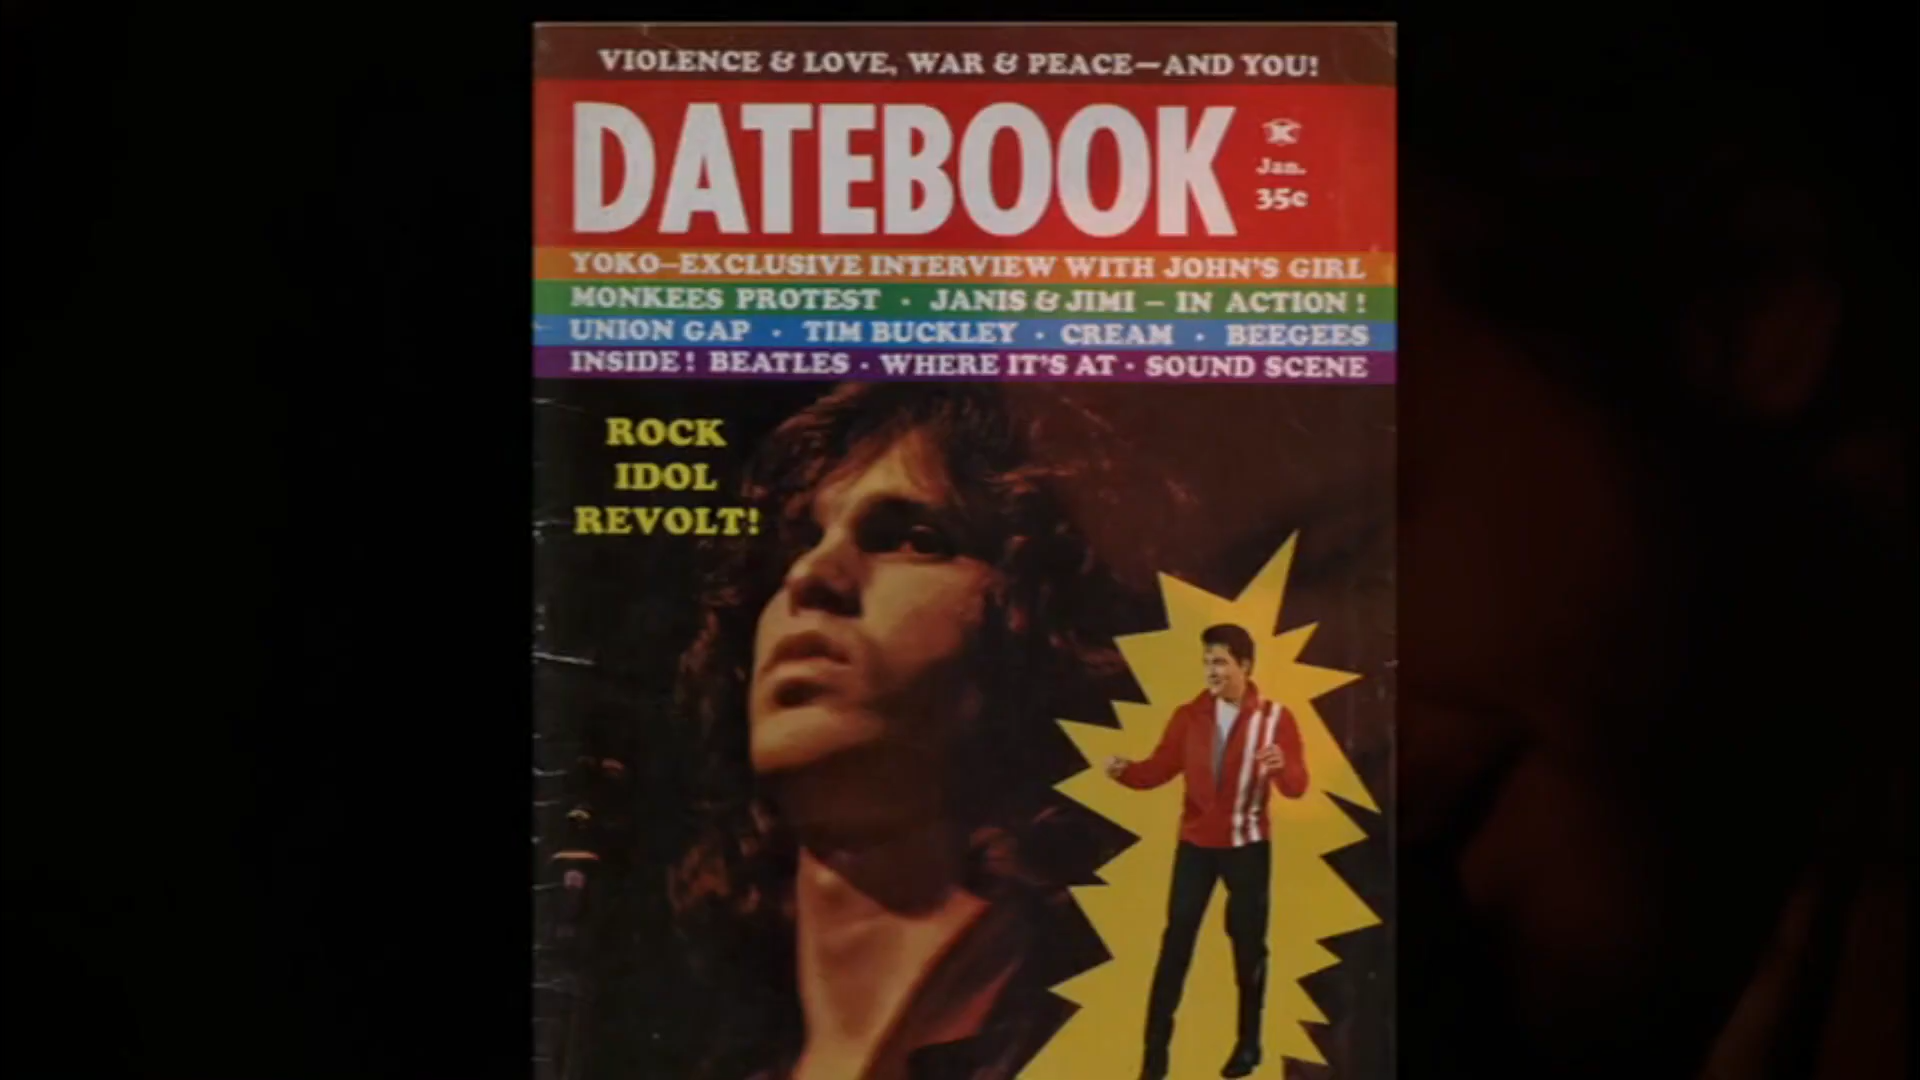 VIOLENCE & LOVE, WAR & PEACE—AND YOU!
DATEBOOK
Jan.
35c
YOKO—EXCLUSIVE INTERVIEW WITH JOHN'S GIRL
MONKEES PROTEST · JANIS & JIMI – IN ACTION!
UNION GAP · TIM BUCKLEY · CREAM · BEEGEES
INSIDE! BEATLES · WHERE IT'S AT · SOUND SCENE
ROCK
IDOL
REVOLT!